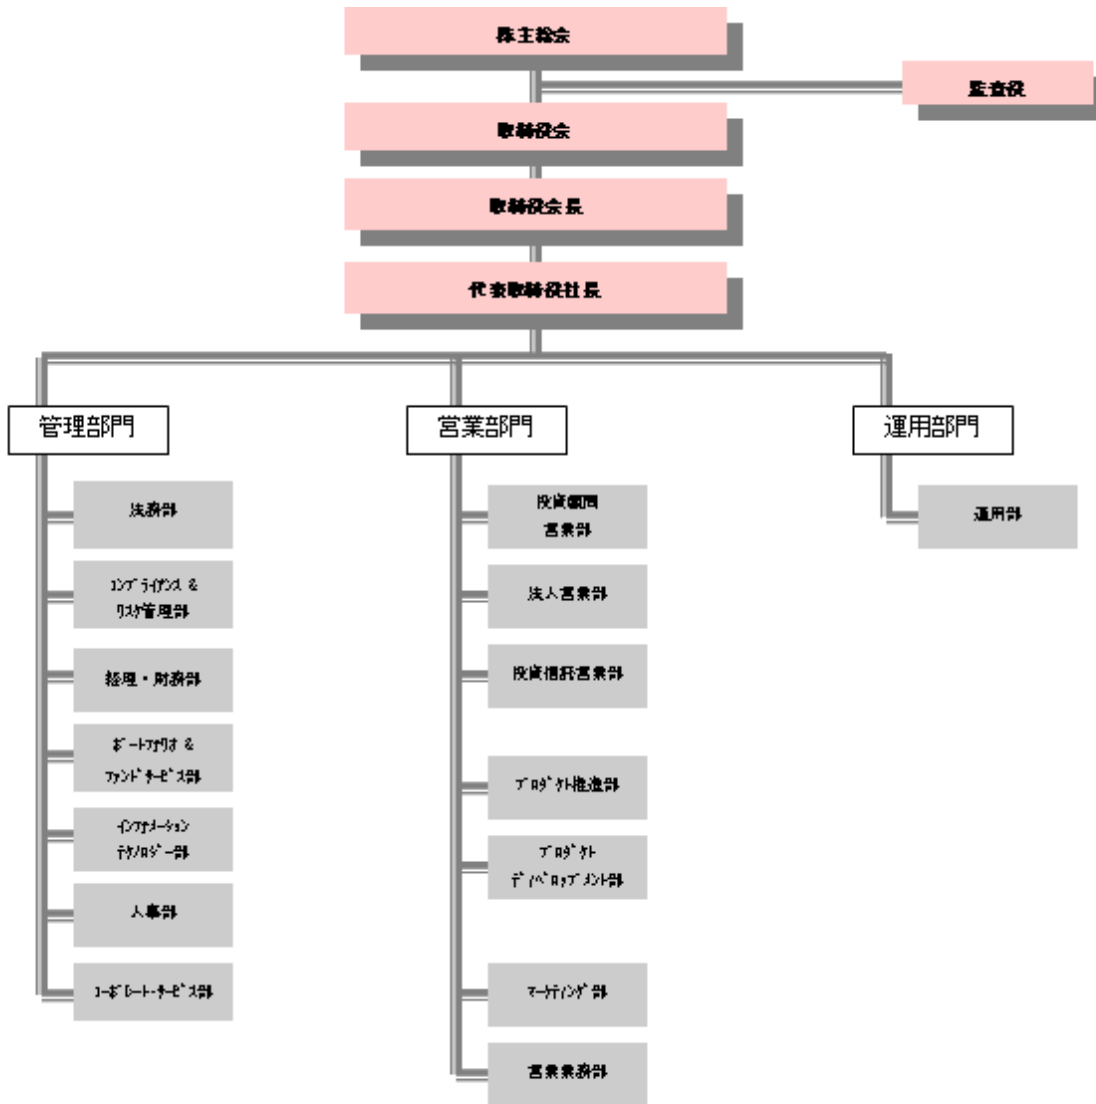 株主総会
監査役
取締役会
取締役会長
代表取締役社長
管理部門
営業部門
運用部門
法務部
ｺﾝﾌﾟﾗｲｱﾝｽ &
ﾘｽｸ管理部
経理・財務部
ﾎﾟｰﾄﾌｫﾘｵ &
ﾌｧﾝﾄﾞｻｰﾋﾞｽ部
ｲﾝﾌｫﾒｰｼｮﾝ
ﾃｸﾉﾛｼﾞｰ部
人事部
ｺｰﾎﾟﾚｰﾄ･ｻｰﾋﾞｽ部
投資顧問
営業部
法人営業部
投資信託営業部
ﾌﾟﾛﾀﾞｸﾄ推進部
ﾌﾟﾛﾀﾞｸﾄ
ﾃﾞｨﾍﾞﾛｯﾌﾟﾒﾝﾄ部
ﾏｰｹﾃｨﾝｸﾞ部
営業業務部
運用部